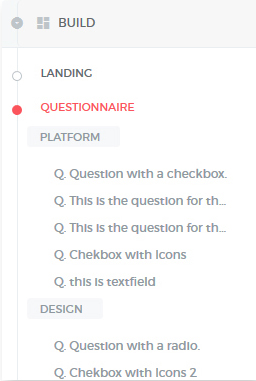 BUILD
LANDING
QUESTIONNAIRE
PLATFORM
Q. Question with a checkbox.
Q. This is the question for th...
Q. This is the question for th...
Q. Chekbox with icons
Q. this is textfield
DESIGN
Q. Question with a radio.
Q. Chekbox with icons 2